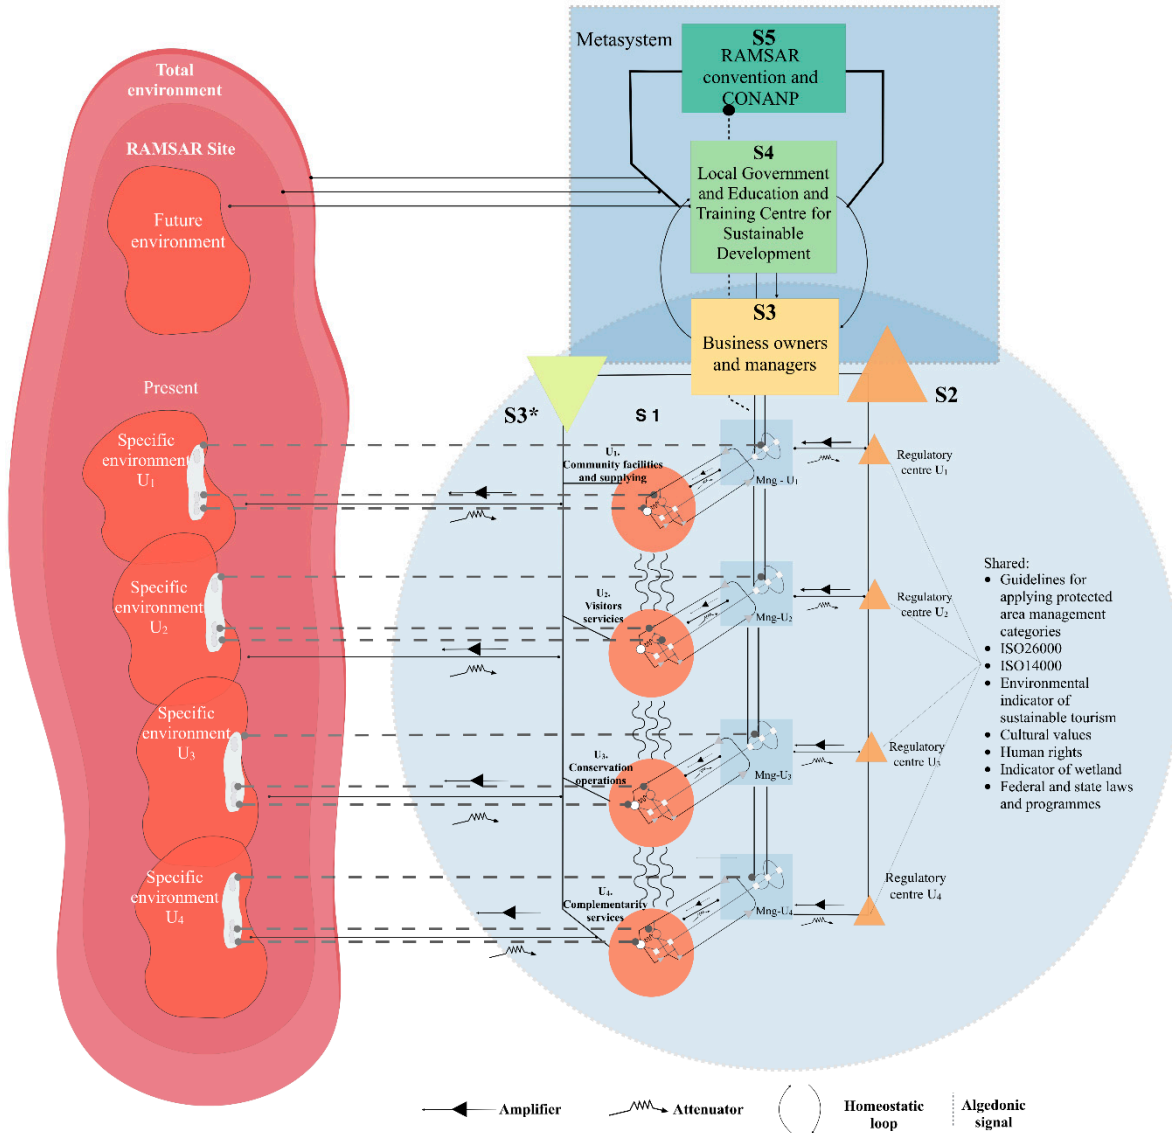 Total
environment
RAMSAR Site
Future
environment
Present
Specific
environment
U1
Specific
environment
U2
Specific
environment
U3
Specific
environment
U4
Metasystem
S5
RAMSAR
convention and
CONANP
S4
Local Government
and Education and
Training Centre for
Sustainable
Development
S3
Business owners
and managers
S3*
S 1
S2
U1.
Community facilities
and supplying
Mng - U1
Regulatory
centre U1
U2.
Visitors
servicies
Mng-U2
Regulatory
centre U2
U3.
Conservation
operations
Mng-U3
Regulatory
centre U3
U4.
Complementarity
services
Mng-U4
Regulatory
centre U4
Shared:
● Guidelines for
applying protected
area management
categories
● ISO26000
● ISO14000
● Environmental
indicator of
sustainable tourism
● Cultural values
● Human rights
● Indicator of wetland
● Federal and state laws
and programmes
Amplifier
Attenuator
Homeostatic
loop
Algedonic
signal